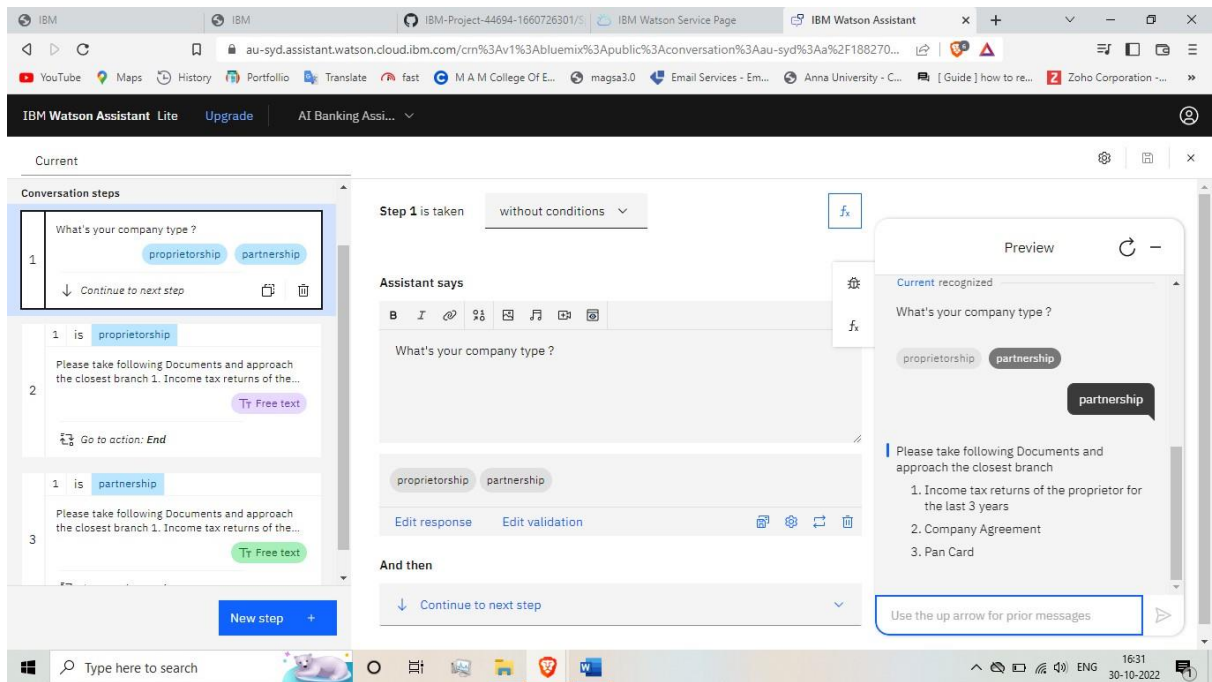 IBM
IBM
IBM-Project-44694-1660726301/S
IBM Watson Service Page
IBM Watson Assistant
au-syd.assistant.watson.cloud.ibm.com/crn%3Av1%3Abluemix%3Apublic%3Aconversation%3Aau-syd%3Aa%2F188270...
YouTube
Maps
History
Portfollio
Translate
fast
M A M College Of E...
magsa3.0
Email Services - Em...
Anna University - C...
[ Guide ] how to re...
Zoho Corporation -...
IBM Watson Assistant Lite
Upgrade
AI Banking Assi...
Current
Conversation steps
1
What's your company type ?
proprietorship
partnership
Continue to next step
2
1 is proprietorship
Please take following Documents and approach
the closest branch 1. Income tax returns of the...
Free text
Go to action: End
3
1 is partnership
Please take following Documents and approach
the closest branch 1. Income tax returns of the...
Free text
New step +
Step 1 is taken
without conditions
Assistant says
B I
What's your company type ?
proprietorship
partnership
Edit response
Edit validation
And then
Continue to next step
Preview
Current recognized
What's your company type ?
proprietorship
partnership
partnership
Please take following Documents and
approach the closest branch
1. Income tax returns of the proprietor for
the last 3 years
2. Company Agreement
3. Pan Card
Use the up arrow for prior messages
Type here to search
ENG
16:31
30-10-2022